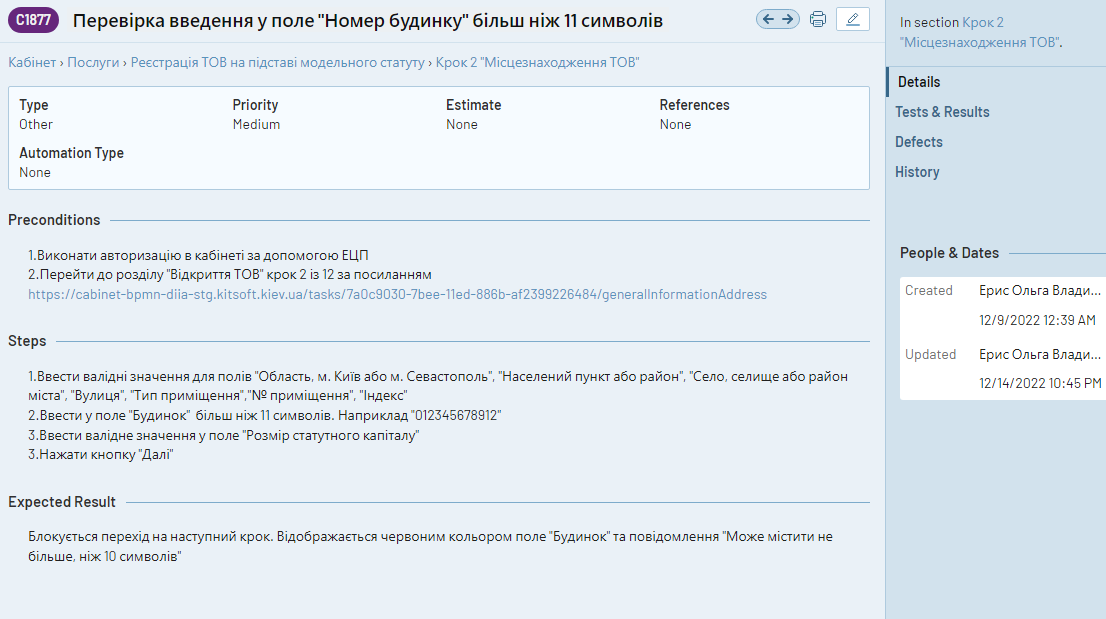 C1877 Перевірка введення у поле "Номер будинку" більш ніж 11 символів
Кабінет › Послуги › Реєстрація ТОВ на підставі модельного статуту › Крок 2 "Місцезнаходження ТОВ"
Type Priority Estimate References
Other Medium None None
Automation Type
None
Preconditions
1.Виконати авторизацію в кабінеті за допомогою ЕЦП
2.Перейти до розділу "Відкриття ТОВ" крок 2 із 12 за посиланням
https://cabinet-bpmn-diia-stg.kitsoft.kiev.ua/tasks/7a0c9030-7bee-11ed-886b-af2399226484/generalInformationAddress
Steps
1.Ввести валідні значення для полів "Область, м. Київ або м. Севастополь", "Населений пункт або район", "Село, селище або район
міста", "Вулиця", "Тип приміщення","№ приміщення", "Індекс"
2.Ввести у поле "Будинок" більш ніж 11 символів. Наприклад "012345678912"
3.Ввести валідне значення у поле "Розмір статутного капіталу"
3.Нажати кнопку "Далі"
Expected Result
Блокується перехід на наступний крок. Відображається червоним кольором поле "Будинок" та повідомлення "Може містити не
більше, ніж 10 символів"
In section Крок 2
"Місцезнаходження ТОВ".
Details
Tests & Results
Defects
History
People & Dates
Created Ерис Ольга Влади...
12/9/2022 12:39 AM
Updated Ерис Ольга Влади...
12/14/2022 10:45 PM